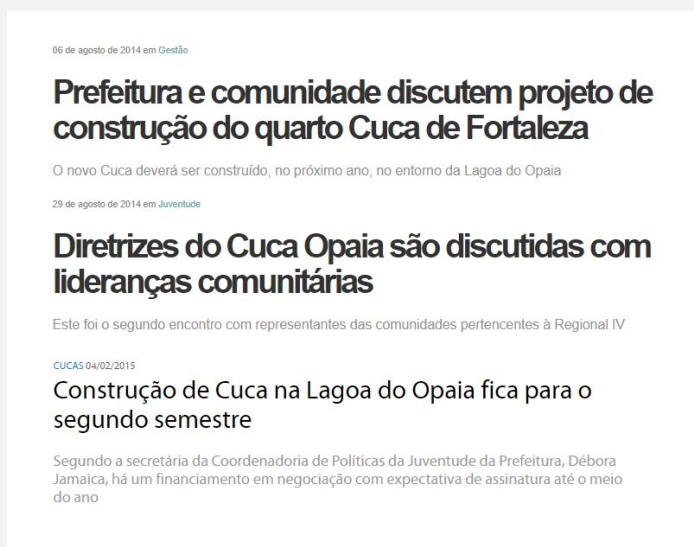 06 de agosto de 2014 em Gestão
Prefeitura e comunidade discutem projeto de
construção do quarto Cuca de Fortaleza
O novo Cuca deverá ser construído, no próximo ano, no entorno da Lagoa do Opaia
29 de agosto de 2014 em Juventude
Diretrizes do Cuca Opaia são discutidas com
lideranças comunitárias
Este foi o segundo encontro com representantes das comunidades pertencentes à Regional IV
CUCAS 04/02/2015
Construção de Cuca na Lagoa do Opaia fica para o
segundo semestre
Segundo a secretária da Coordenadoria de Políticas da Juventude da Prefeitura, Débora
Jamaica, há um financiamento em negociação com expectativa de assinatura até o meio
do ano